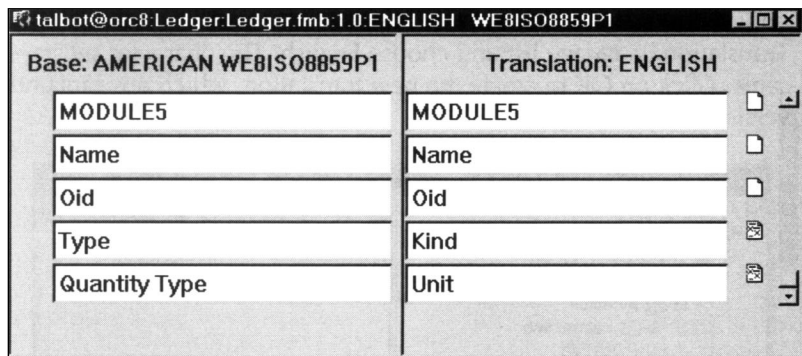 talbot@orc8:Ledger:Ledger.fmb:1.0:ENGLISH WE8ISO8859P1
Base: AMERICAN WE8ISO8859P1 Translation: ENGLISH
MODULE5 MODULE5
Name Name
Oid Oid
Type Kind
Quantity Type Unit